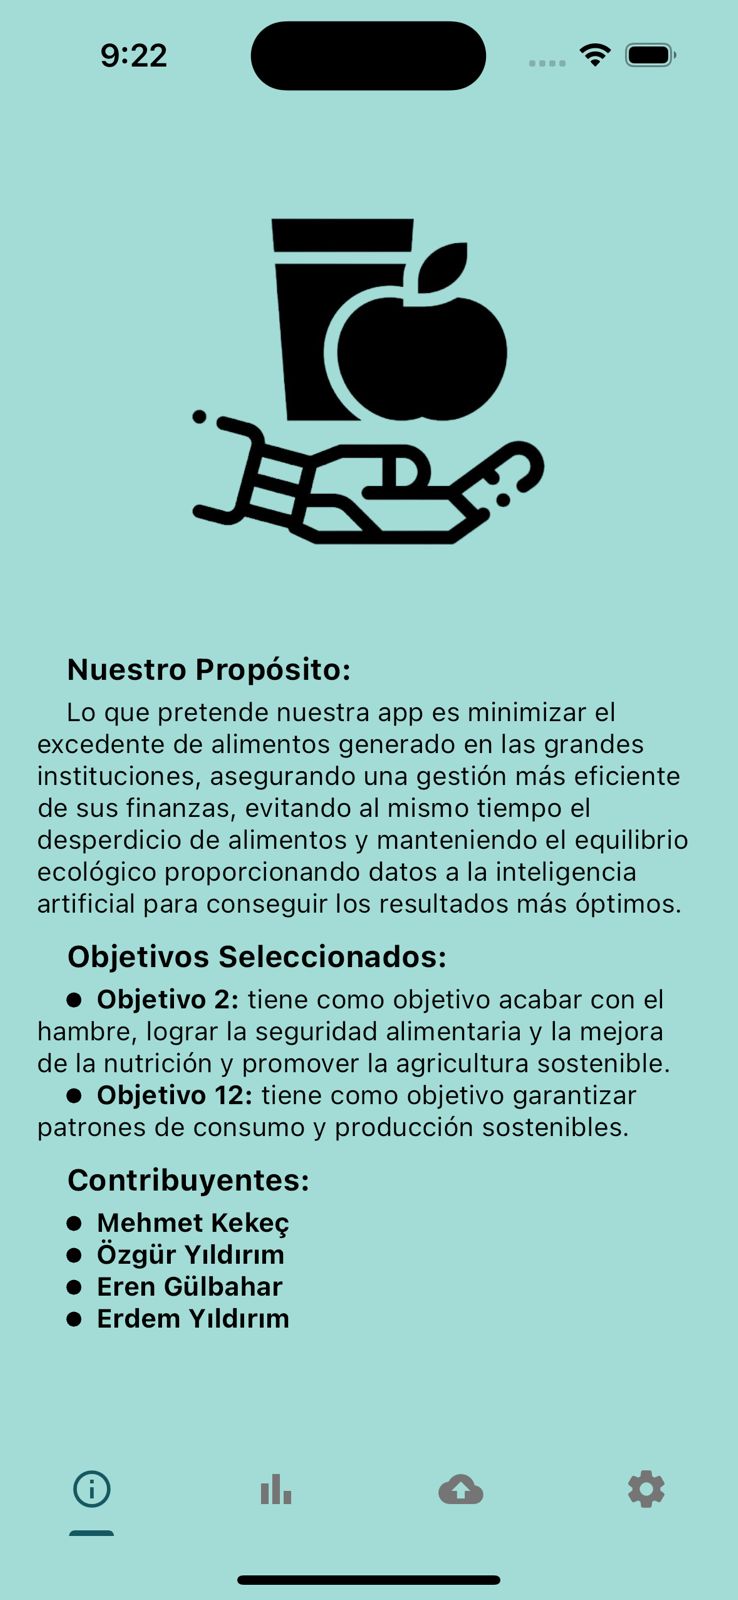 9:22
Nuestro Propósito:
Lo que pretende nuestra app es minimizar el
excedente de alimentos generado en las grandes
instituciones, asegurando una gestión más eficiente
de sus finanzas, evitando al mismo tiempo el
desperdicio de alimentos y manteniendo el equilibrio
ecológico proporcionando datos a la inteligencia
artificial para conseguir los resultados más óptimos.
Objetivos Seleccionados:
● Objetivo 2: tiene como objetivo acabar con el
hambre, lograr la seguridad alimentaria y la mejora
de la nutrición y promover la agricultura sostenible.
● Objetivo 12: tiene como objetivo garantizar
patrones de consumo y producción sostenibles.
Contribuyentes:
● Mehmet Kekeç
● Özgür Yıldırım
● Eren Gülbahar
● Erdem Yıldırım